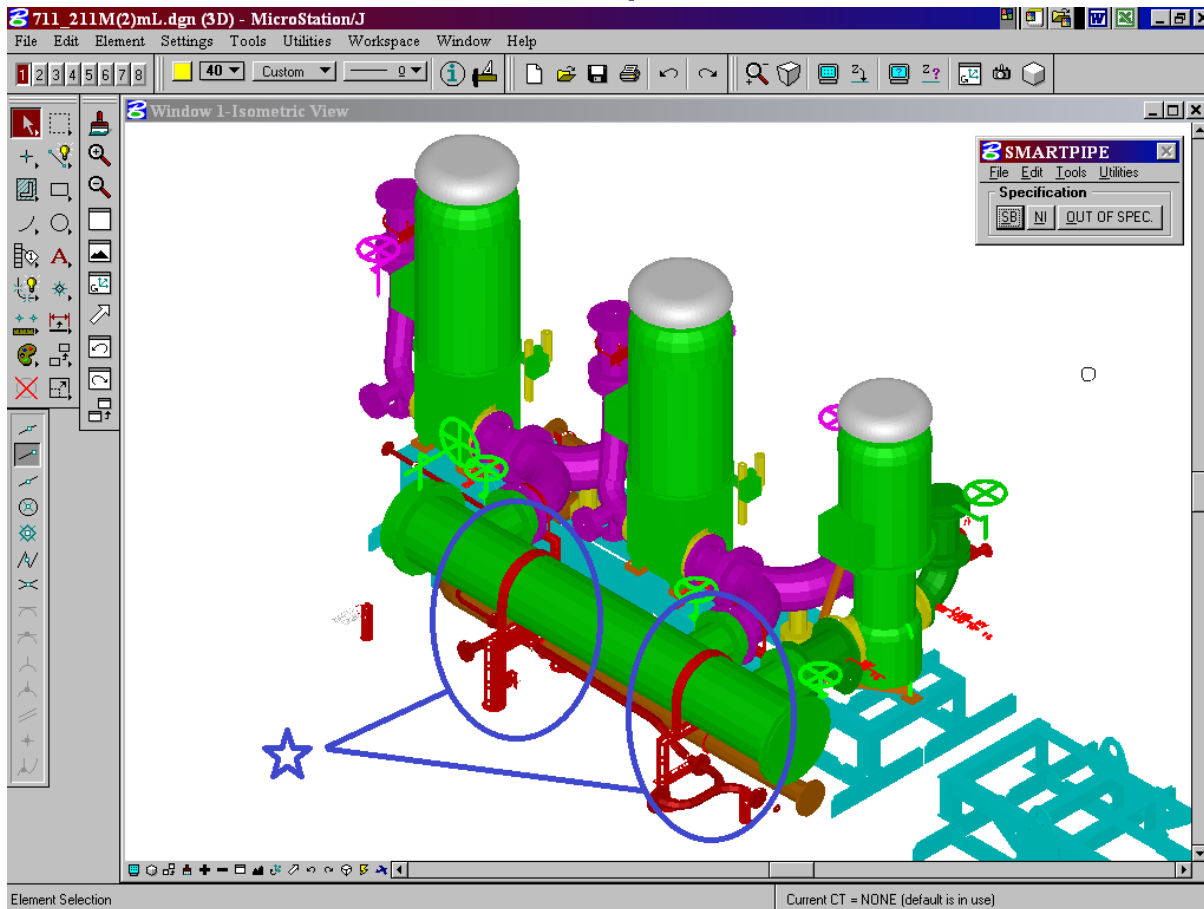 711_211M(2)mL.dgn (3D) - MicroStation/J
File Edit Element Settings Tools Utilities Workspace Window Help
1 2 3 4 5 6 7 8 40 Custom 0
Window 1-Isometric View
SMARTPIPE
File Edit Tools Utilities
Specification
SB NI OUT OF SPEC.
Element Selection
Current CT = NONE (default is in use)